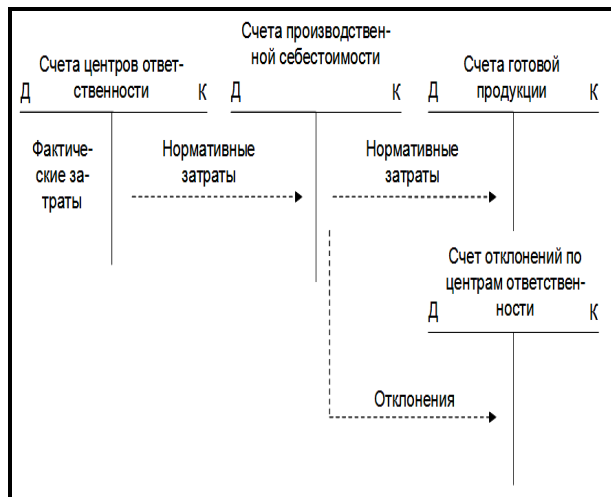 Счета центров ответ-
ственности
Д
К
Счета производствен-
ной себестоимости
Д
К
Счета готовой
продукции
Д
К
Фактиче-
ские за-
траты
Нормативные
затраты
Нормативные
затраты
Счет отклонений по
центрам ответствен-
ности
Д
К
Отклонения